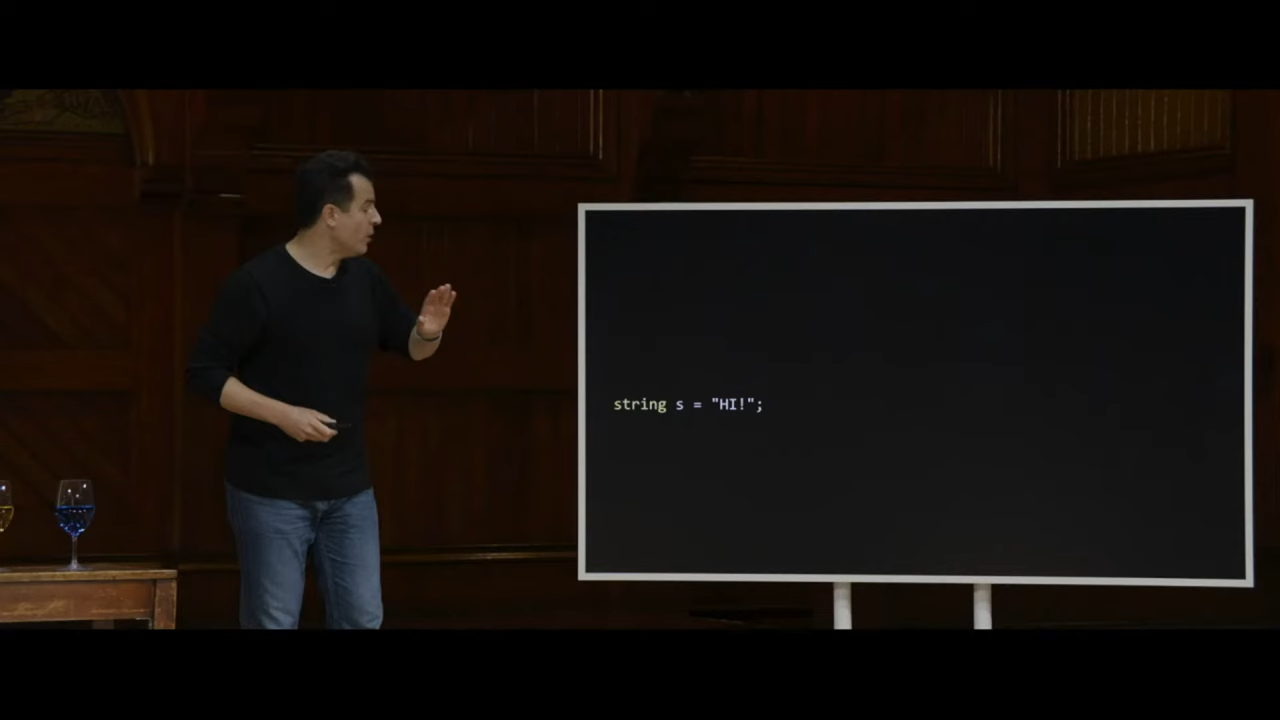 string s = "HI!";